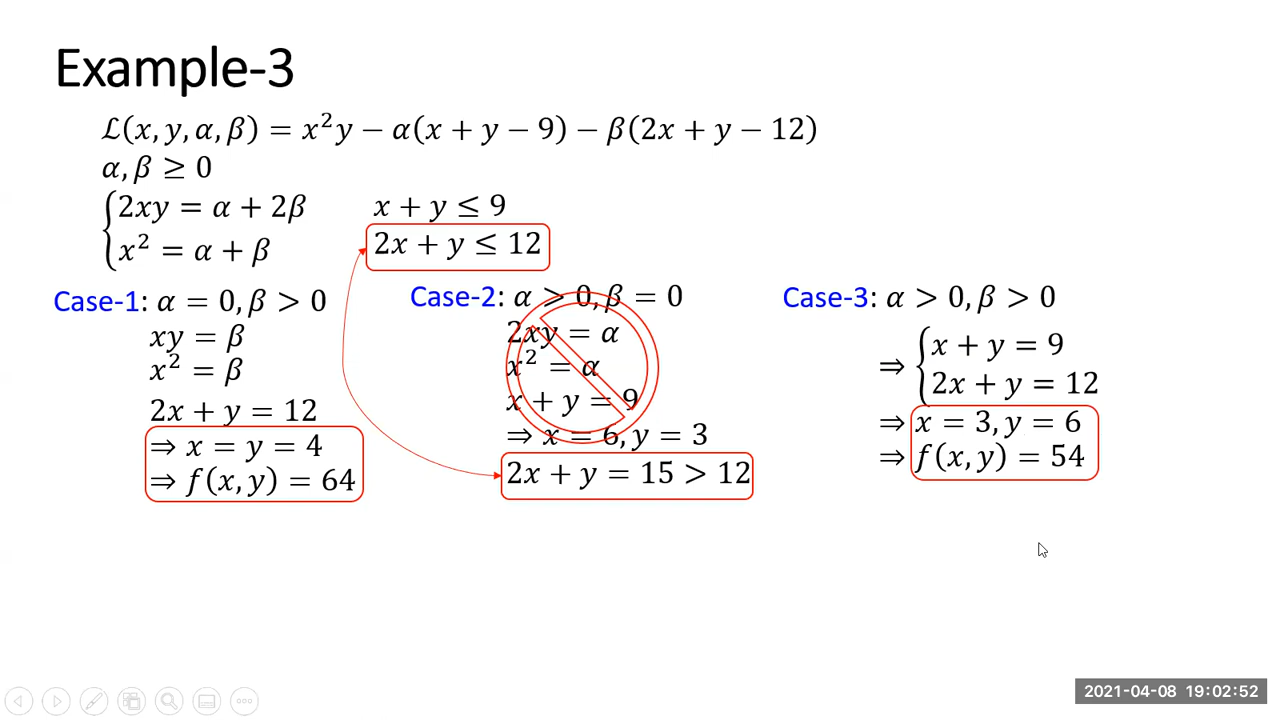 Example-3
ℒ(x, y, α, β) = x²y − α(x + y − 9) − β(2x + y − 12)
α, β ≥ 0
2xy = α + 2β
x² = α + β
x + y ≤ 9
2x + y ≤ 12
Case-1: α = 0, β > 0
xy = β
x² = β
2x + y = 12
⇒ x = y = 4
⇒ f(x, y) = 64
Case-2: α > 0, β = 0
2xy = α
x² = α
x + y = 9
⇒ x = 6, y = 3
2x + y = 15 > 12
Case-3: α > 0, β > 0
⇒ { x + y = 9
2x + y = 12
⇒ x = 3, y = 6
⇒ f(x, y) = 54
2021-04-08 19:02:52